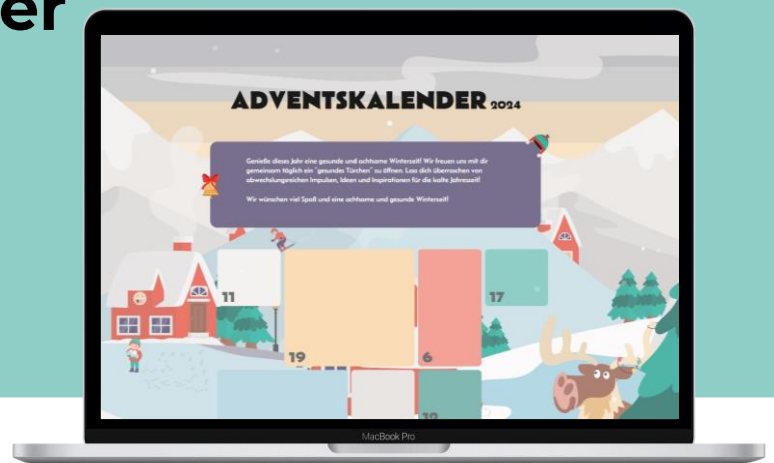 er
ADVENTSKALENDER 2024
Genieße dieses Jahr eine gesunde und achtsame Winterzeit! Wir freuen uns mit dir
gemeinsam täglich ein "gesundes Türchen" zu öffnen. Lass dich überraschen von
abwechslungsreichen Impulsen, Ideen und Inspirationen für die kalte Jahreszeit!
Wir wünschen viel Spaß und eine achtsame und gesunde Winterzeit!
11
19
6
17
MacBook Pro